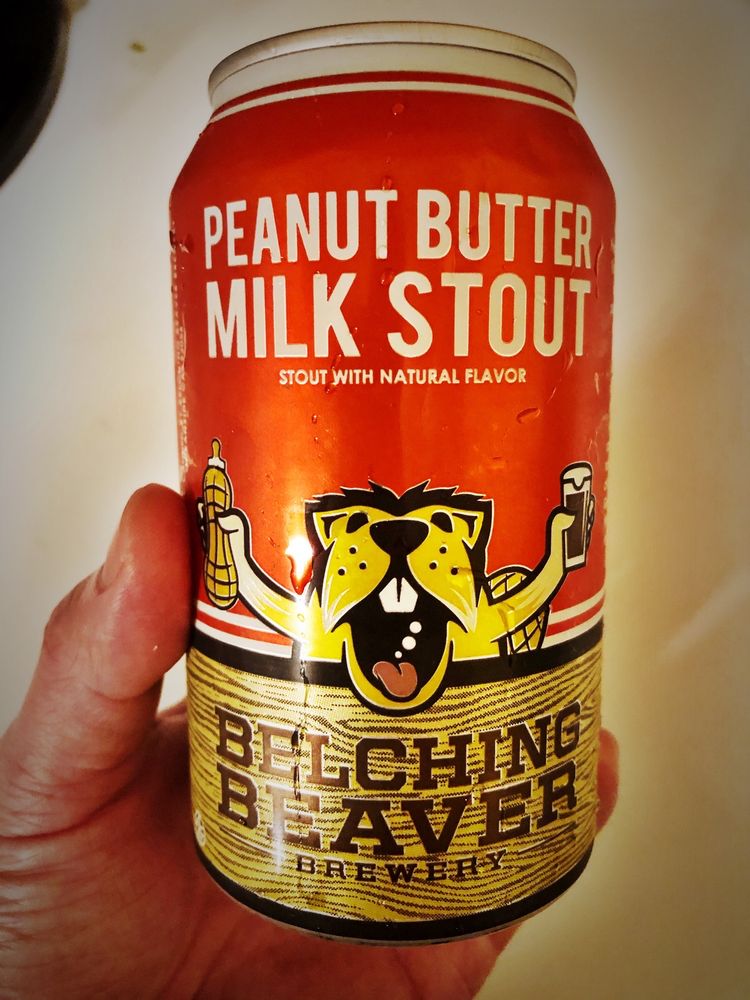 PEANUT BUTTER
MILK STOUT
STOUT WITH NATURAL FLAVOR
BELCHING
BEAVER
BREWERY